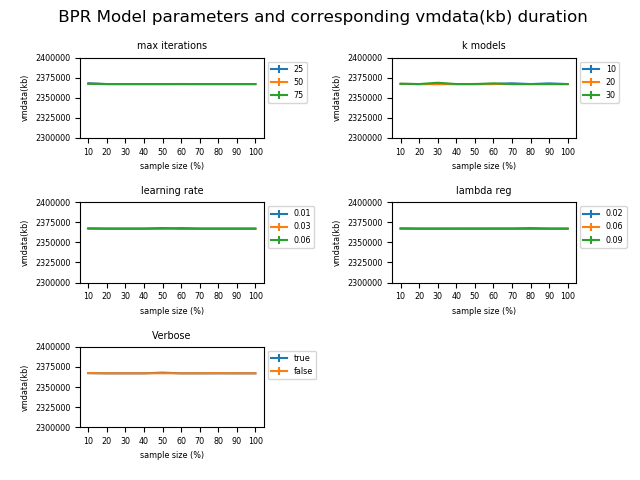 BPR Model parameters and corresponding vmdata(kb) duration
max iterations
2400000
2375000
2350000
2325000
2300000
vmdata(kb)
10 20 30 40 50 60 70 80 90 100
sample size (%)
25
50
75
k models
2400000
2375000
2350000
2325000
2300000
vmdata(kb)
10 20 30 40 50 60 70 80 90 100
sample size (%)
10
20
30
learning rate
2400000
2375000
2350000
2325000
2300000
vmdata(kb)
10 20 30 40 50 60 70 80 90 100
sample size (%)
0.01
0.03
0.06
lambda reg
2400000
2375000
2350000
2325000
2300000
vmdata(kb)
10 20 30 40 50 60 70 80 90 100
sample size (%)
0.02
0.06
0.09
Verbose
2400000
2375000
2350000
2325000
2300000
vmdata(kb)
10 20 30 40 50 60 70 80 90 100
sample size (%)
true
false